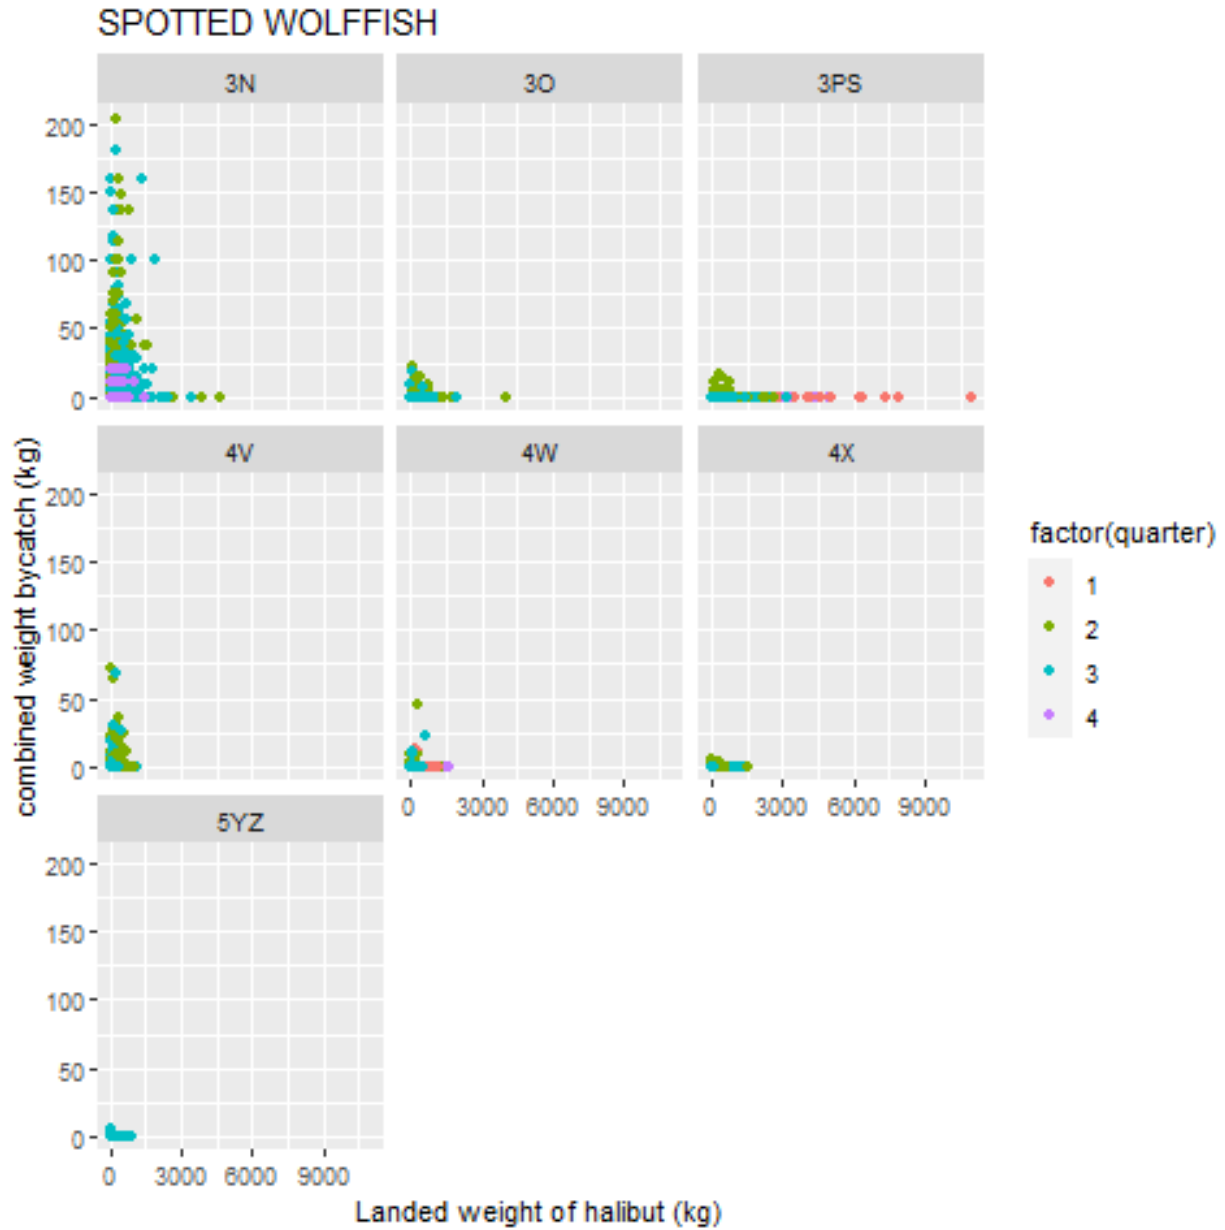 SPOTTED WOLFFISH
3N 3O 3PS
200
150
100
50
0
4V 4W 4X
200
150
100
50
0
0 3000 6000 9000 0 3000 6000 9000
5YZ
200
150
100
50
0
0 3000 6000 9000
combined weight bycatch (kg)
Landed weight of halibut (kg)
factor(quarter)
1
2
3
4